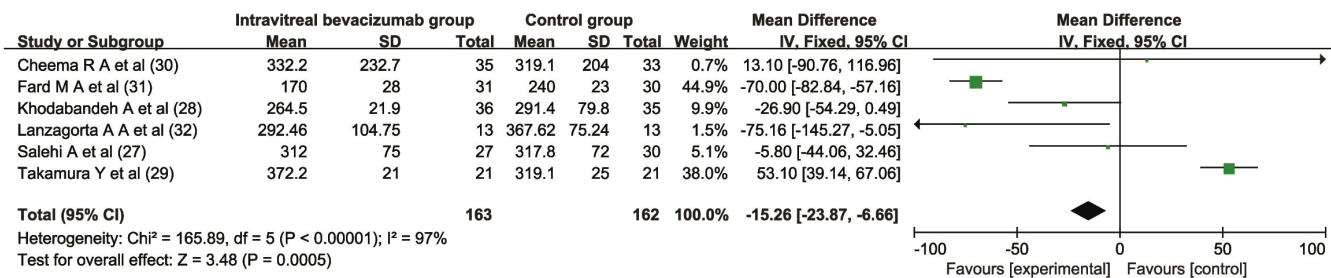 Intravitreal bevacizumab group Control group Mean Difference Mean Difference
Study or Subgroup Mean SD Total Mean SD Total Weight IV, Fixed, 95% CI IV, Fixed, 95% CI
Cheema R A et al (30) 332.2 232.7 35 319.1 204 33 0.7% 13.10 [-90.76, 116.96]
Fard M A et al (31) 170 28 31 240 23 30 44.9% -70.00 [-82.84, -57.16]
Khodabandeh A et al (28) 264.5 21.9 36 291.4 79.8 35 9.9% -26.90 [-54.29, 0.49]
Lanzagorta A A et al (32) 292.46 104.75 13 367.62 75.24 13 1.5% -75.16 [-145.27, -5.05]
Salehi A et al (27) 312 75 27 317.8 72 30 5.1% -5.80 [-44.06, 32.46]
Takamura Y et al (29) 372.2 21 21 319.1 25 21 38.0% 53.10 [39.14, 67.06]
Total (95% CI) 163 162 100.0% -15.26 [-23.87, -6.66]
Heterogeneity: Chi² = 165.89, df = 5 (P < 0.00001); I² = 97%
Test for overall effect: Z = 3.48 (P = 0.0005)
-100 -50 0 50 100
Favours [experimental] Favours [control]